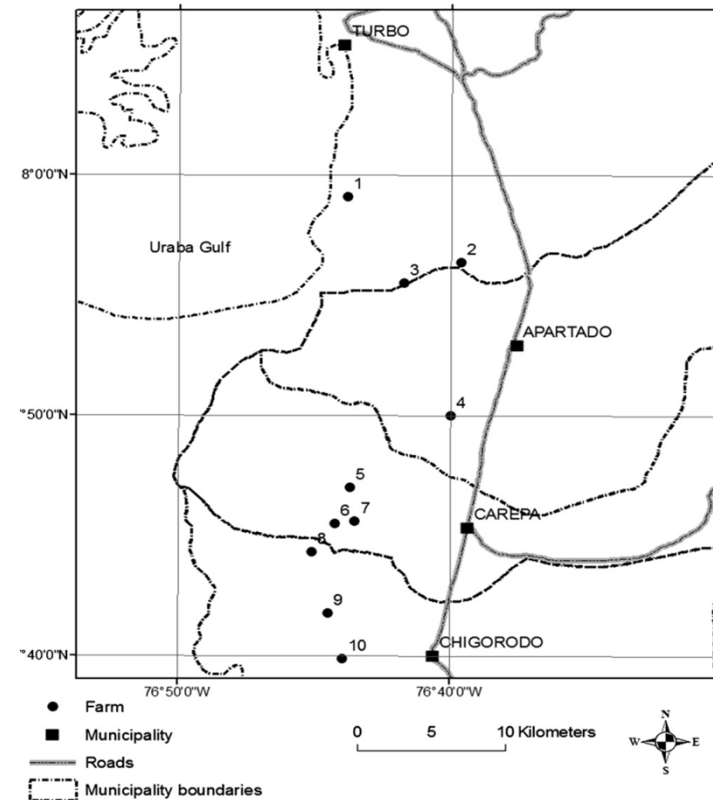 TURBO
8°0'0"N
1
Uraba Gulf
2
3
APARTADO
°50'0"N
4
5
6
7
CAREPA
8
9
10
CHIGORODO
°40'0"N
76°50'0"W
76°40'0"W
Farm
Municipality
Roads
Municipality boundaries
0 5 10 Kilometers
N
W E
S